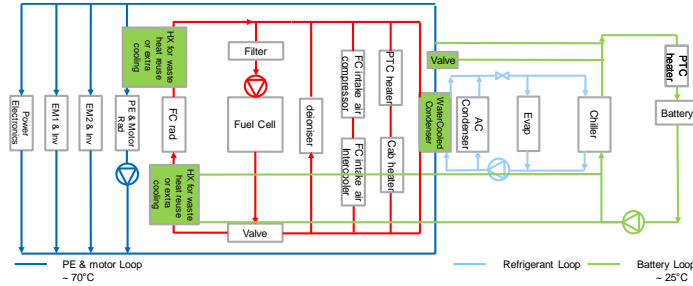 HX for waste
heat reuse
or extra
cooling
Filter
Fuel Cell
Valve
Power
Electronics
EM1 & Inv
EM2 & Inv
PE & Motor
Rad
FC rad
HX for waste
heat reuse
or extra
cooling
deioniser
FC intake air
compressor
FC intake air
Intercooler
PTC heater
Cab heater
Valve
WaterCooled
Condenser
AC
Condenser
Evap
Chiller
PTC
heater
Battery
PE & motor Loop
~ 70°C
Refrigerant Loop
Battery Loop
~ 25°C